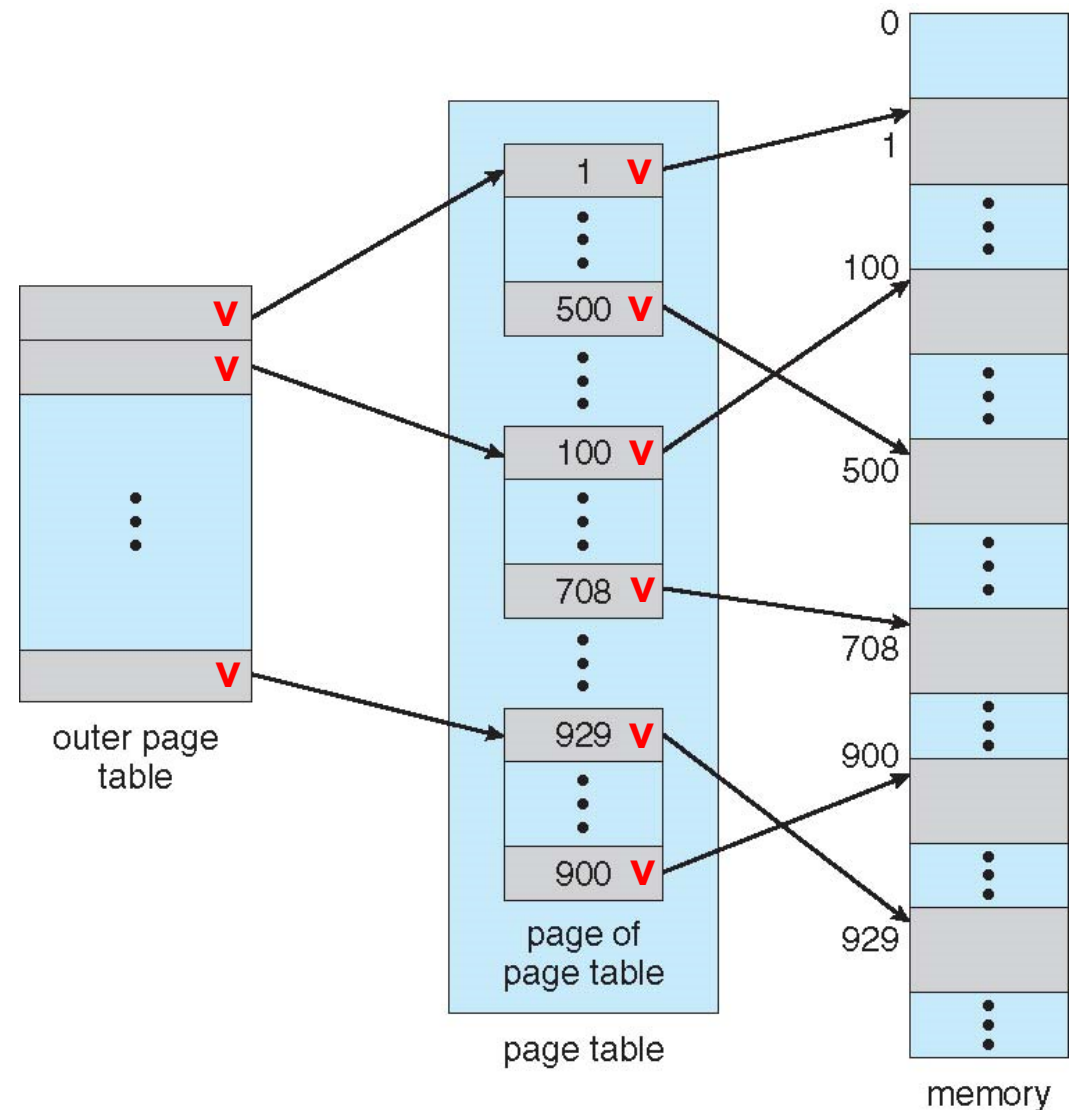 V
V
V
outer page
table
1 V
500 V
100 V
708 V
929 V
900 V
page of
page table
page table
0
1
100
500
708
900
929
memory